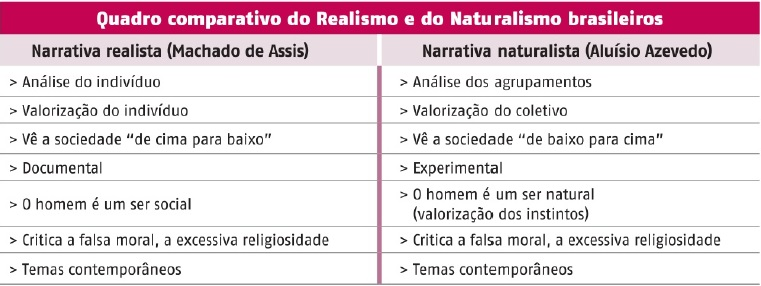 Quadro comparativo do Realismo e do Naturalismo brasileiros
Narrativa realista (Machado de Assis)
Narrativa naturalista (Aluísio Azevedo)
> Análise do indivíduo
> Análise dos agrupamentos
> Valorização do indivíduo
> Valorização do coletivo
> Vê a sociedade “de cima para baixo”
> Vê a sociedade “de baixo para cima”
> Documental
> Experimental
> O homem é um ser social
> O homem é um ser natural
(valorização dos instintos)
> Critica a falsa moral, a excessiva religiosidade
> Critica a falsa moral, a excessiva religiosidade
> Temas contemporâneos
> Temas contemporâneos